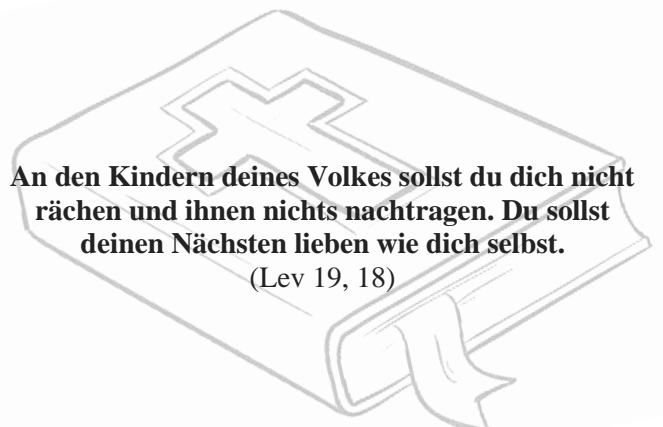 An den Kindern deines Volkes sollst du dich nicht
rächen und ihnen nichts nachtragen. Du sollst
deinen Nächsten lieben wie dich selbst.
(Lev 19, 18)